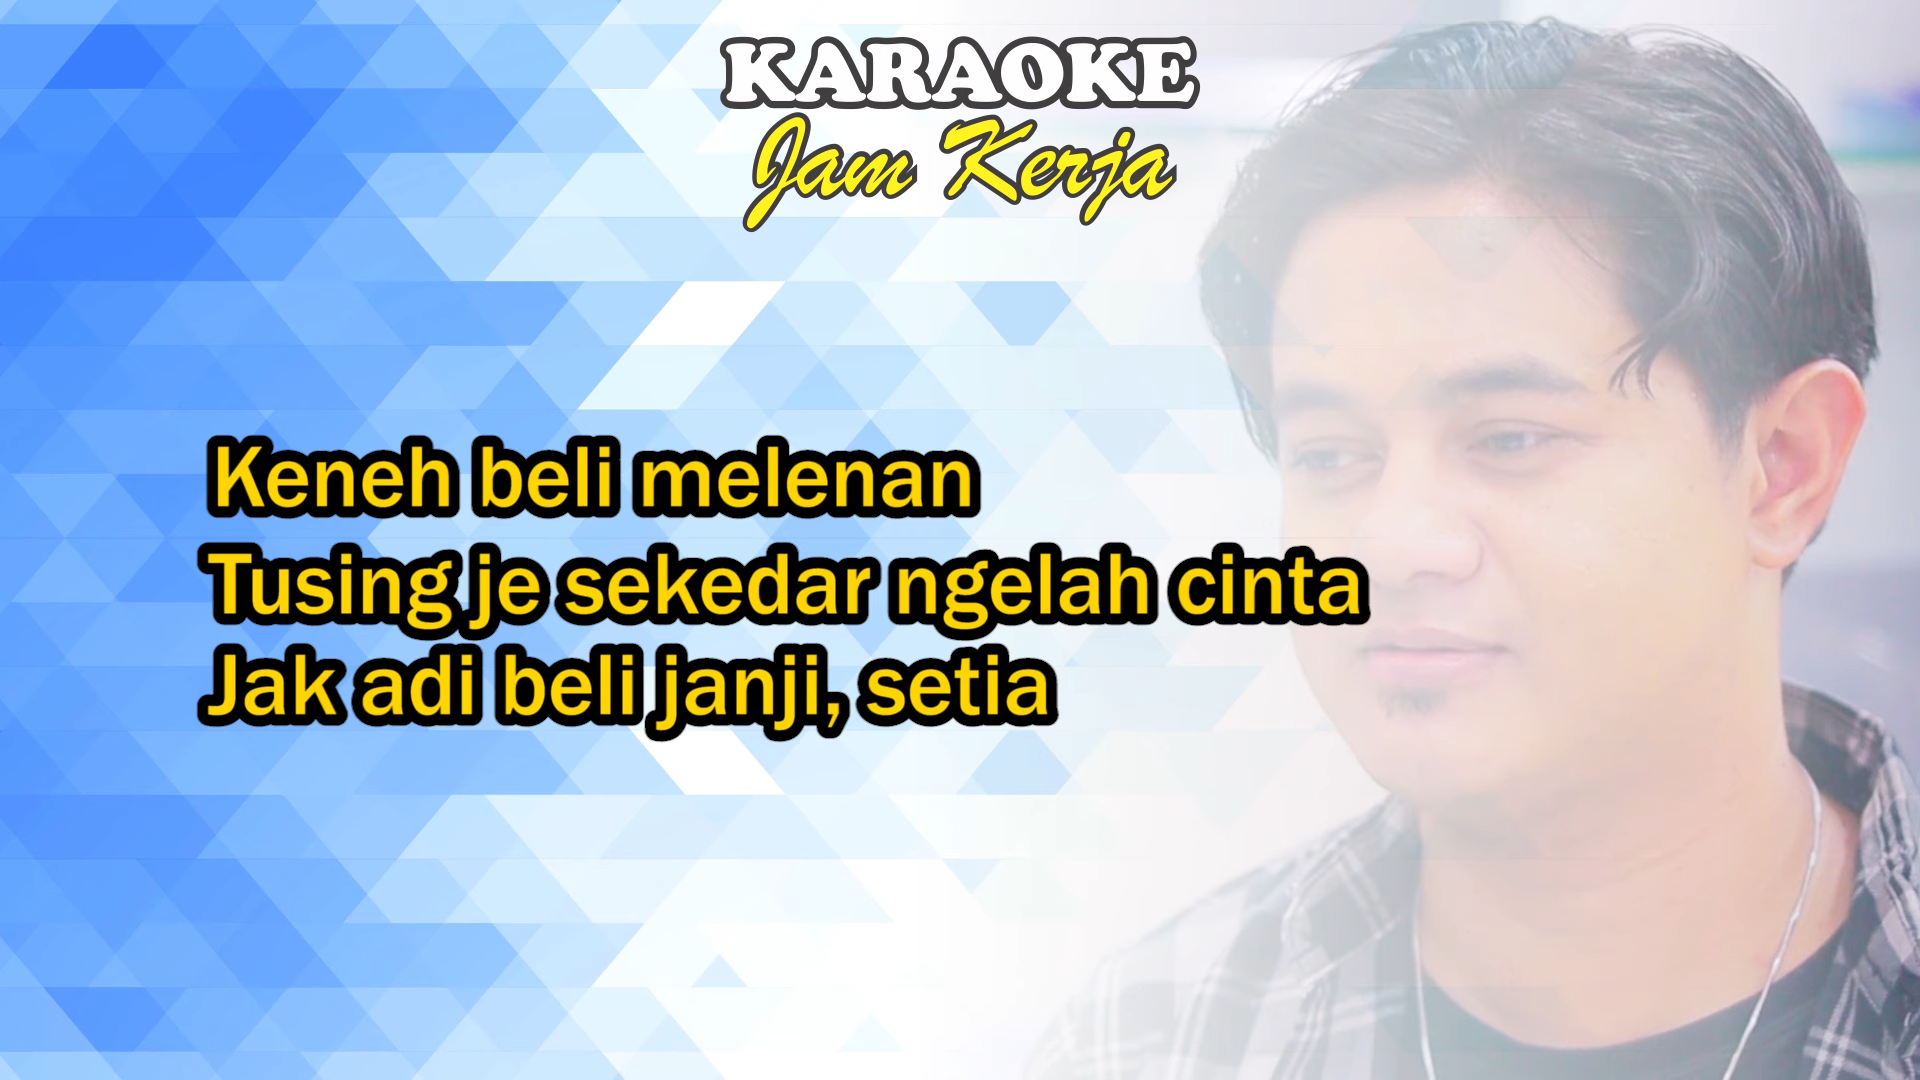 KARAOKE
Jam Kerja
Keneh beli melenan
Tusing je sekedar ngelah cinta
Jak adi beli janji, setia